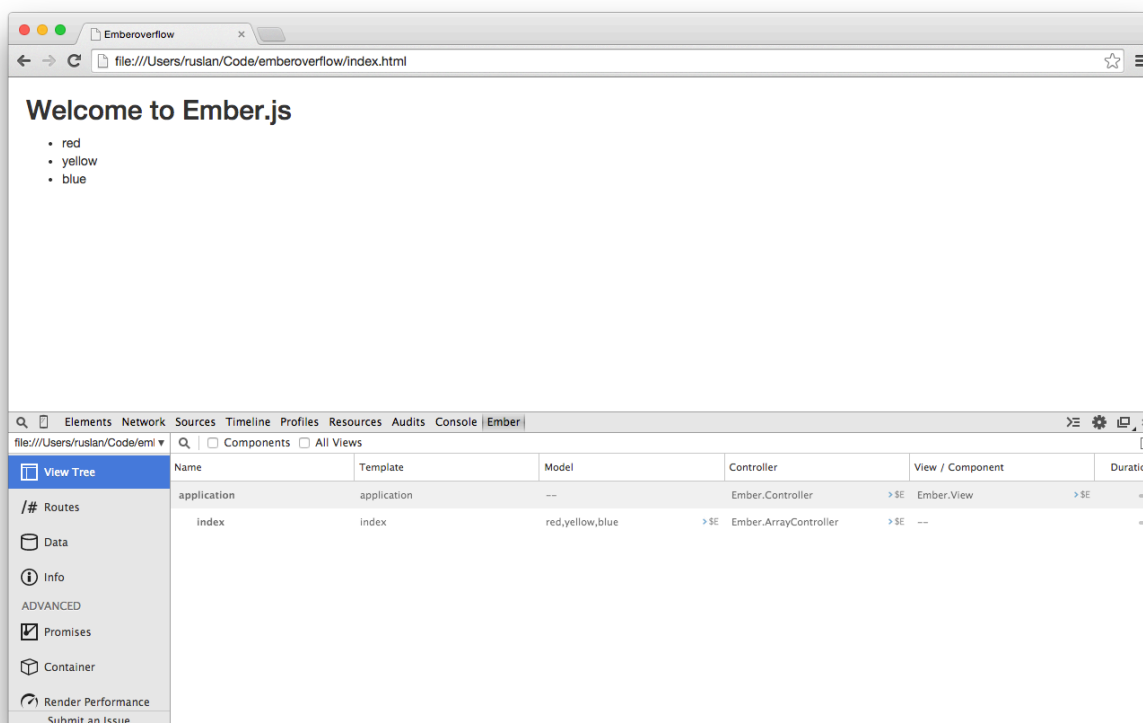 Emberoverflow
file:///Users/ruslan/Code/emberoverflow/index.html
Welcome to Ember.js
• red
• yellow
• blue
Elements Network Sources Timeline Profiles Resources Audits Console Ember
file:///Users/ruslan/Code/eml Components All Views
View Tree
Name Template Model Controller View / Component Duratio
application application -- Ember.Controller >$E Ember.View >$E
index index red,yellow,blue >$E Ember.ArrayController >$E --
/# Routes
Data
Info
ADVANCED
Promises
Container
Render Performance
Submit an Issue